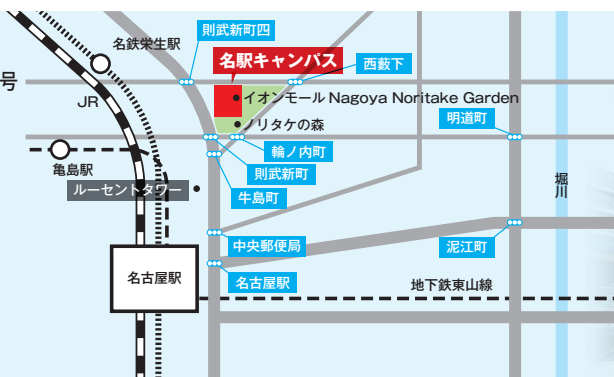 則武新町四
名鉄栄生駅
名駅キャンパス
西薮下
号
JR
イオンモール Nagoya Noritake Garden
ノリタケの森
明道町
輪ノ内町
亀島駅
則武新町
ルーセントタワー
牛島町
堀川
中央郵便局
泥江町
名古屋駅
名古屋駅
地下鉄東山線